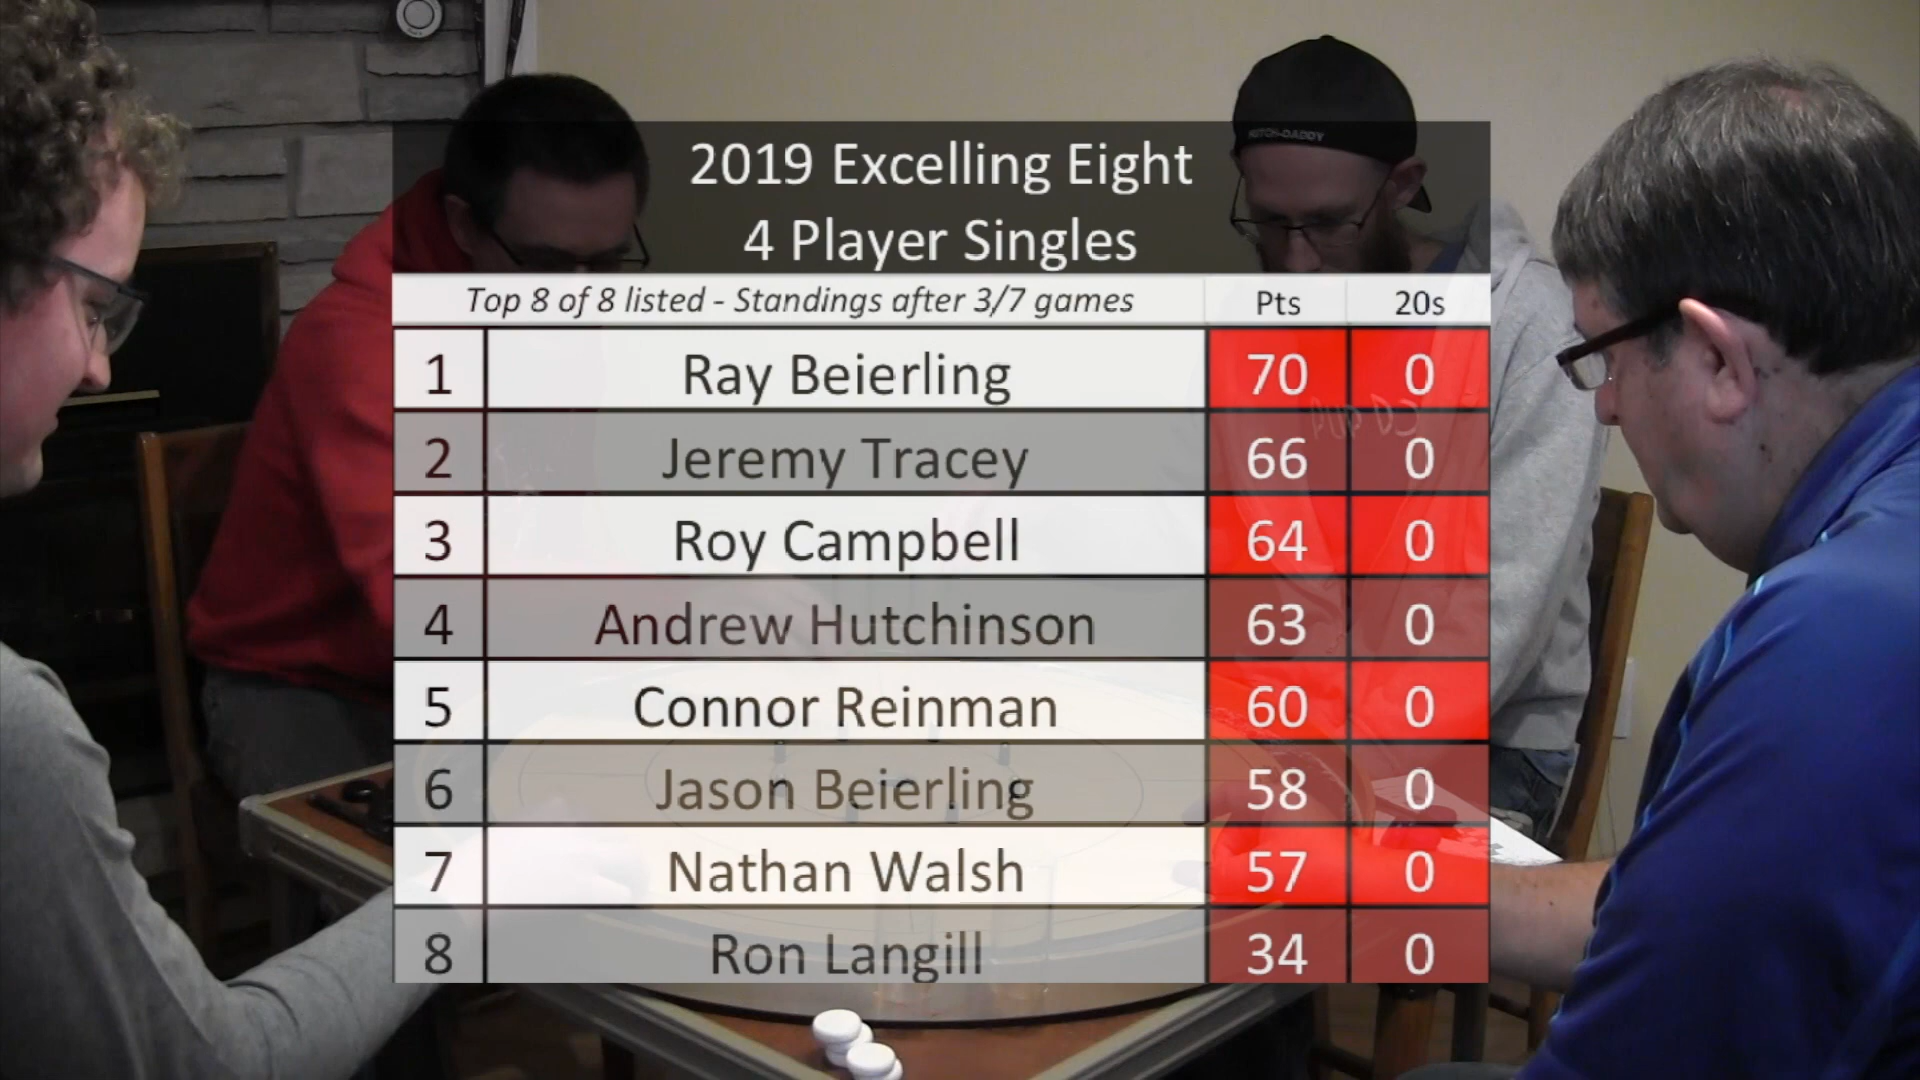 HUTCH-DADDY
2019 Excelling Eight
4 Player Singles
Top 8 of 8 listed - Standings after 3/7 games Pts 20s
1 Ray Beierling 70 0
2 Jeremy Tracey 66 0
3 Roy Campbell 64 0
4 Andrew Hutchinson 63 0
5 Connor Reinman 60 0
6 Jason Beierling 58 0
7 Nathan Walsh 57 0
8 Ron Langill 34 0